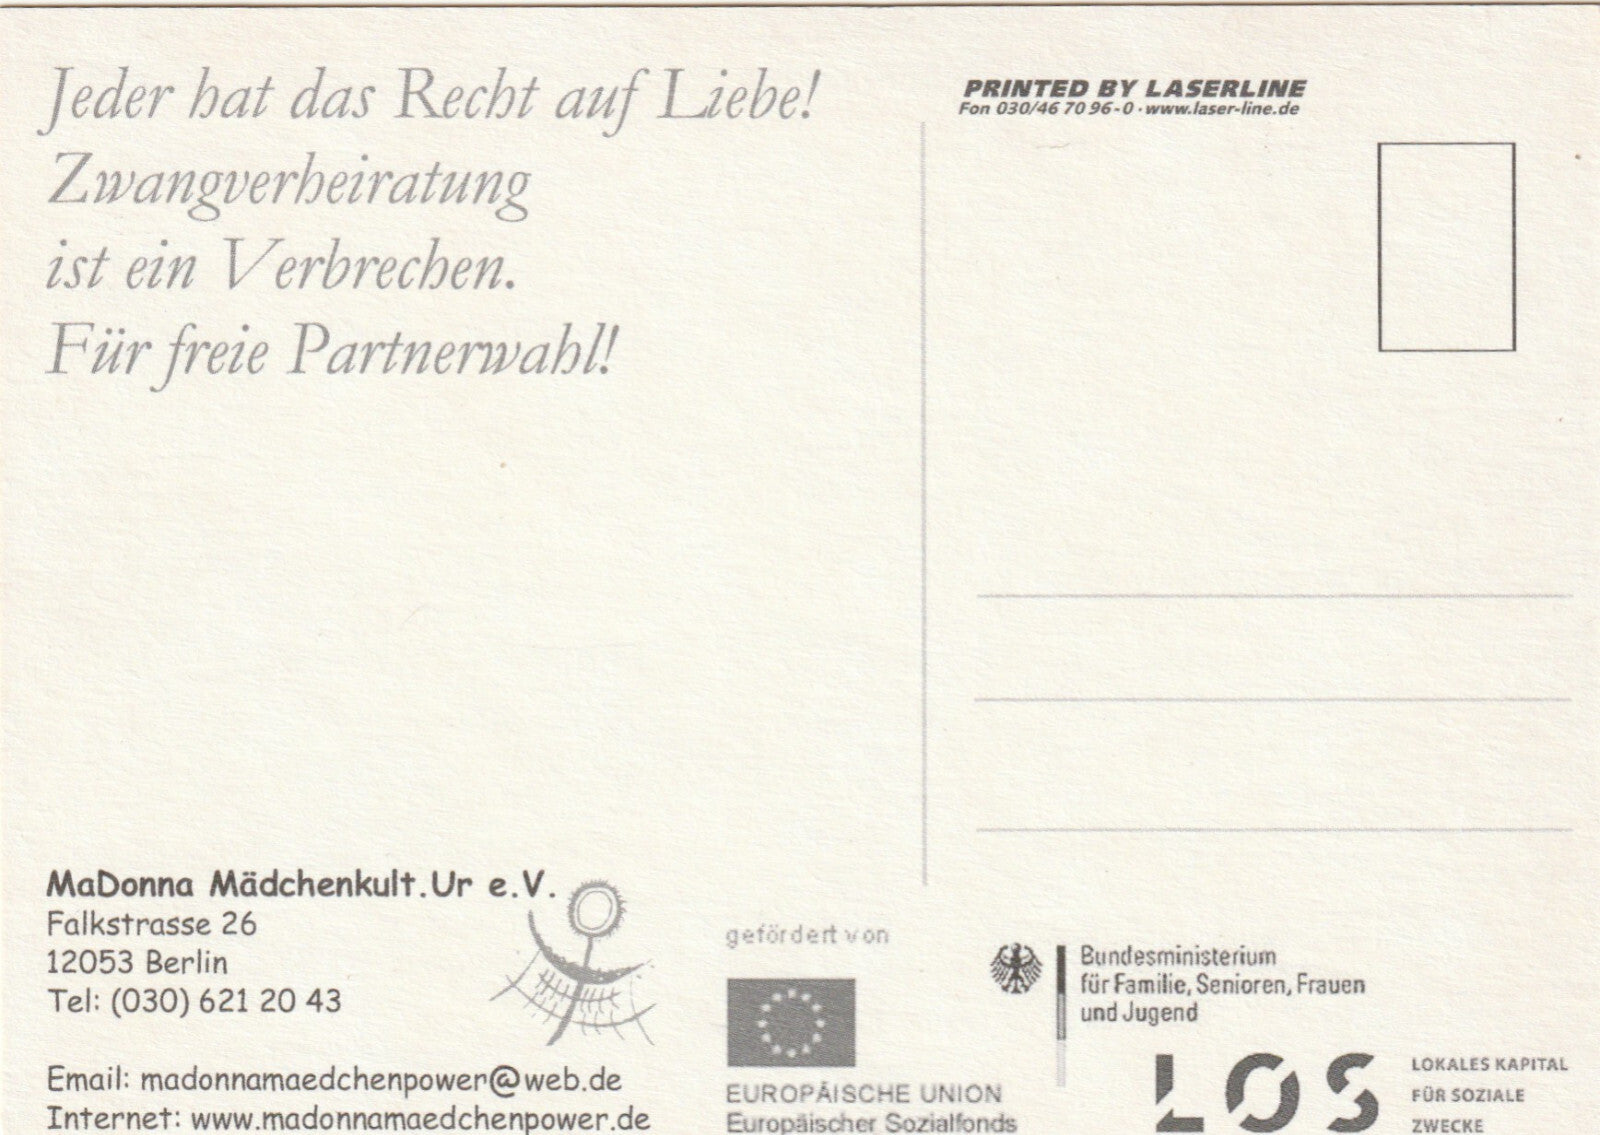 Jeder hat das Recht auf Liebe!
Zwangverheiratung
ist ein Verbrechen.
Für freie Partnerwahl!
PRINTED BY LASERLINE
Fon 030/46 70 96-0 · www.laser-line.de
MaDonna Mädchenkult.Ur e.V.
Falkstrasse 26
12053 Berlin
Tel: (030) 621 20 43
Email: madonnamaedchenpower@web.de
Internet: www.madonnamaedchenpower.de
gefördert von
EUROPÄISCHE UNION
Europäischer Sozialfonds
Bundesministerium
für Familie, Senioren, Frauen
und Jugend
LOS
LOKALES KAPITAL
FÜR SOZIALE
ZWECKE